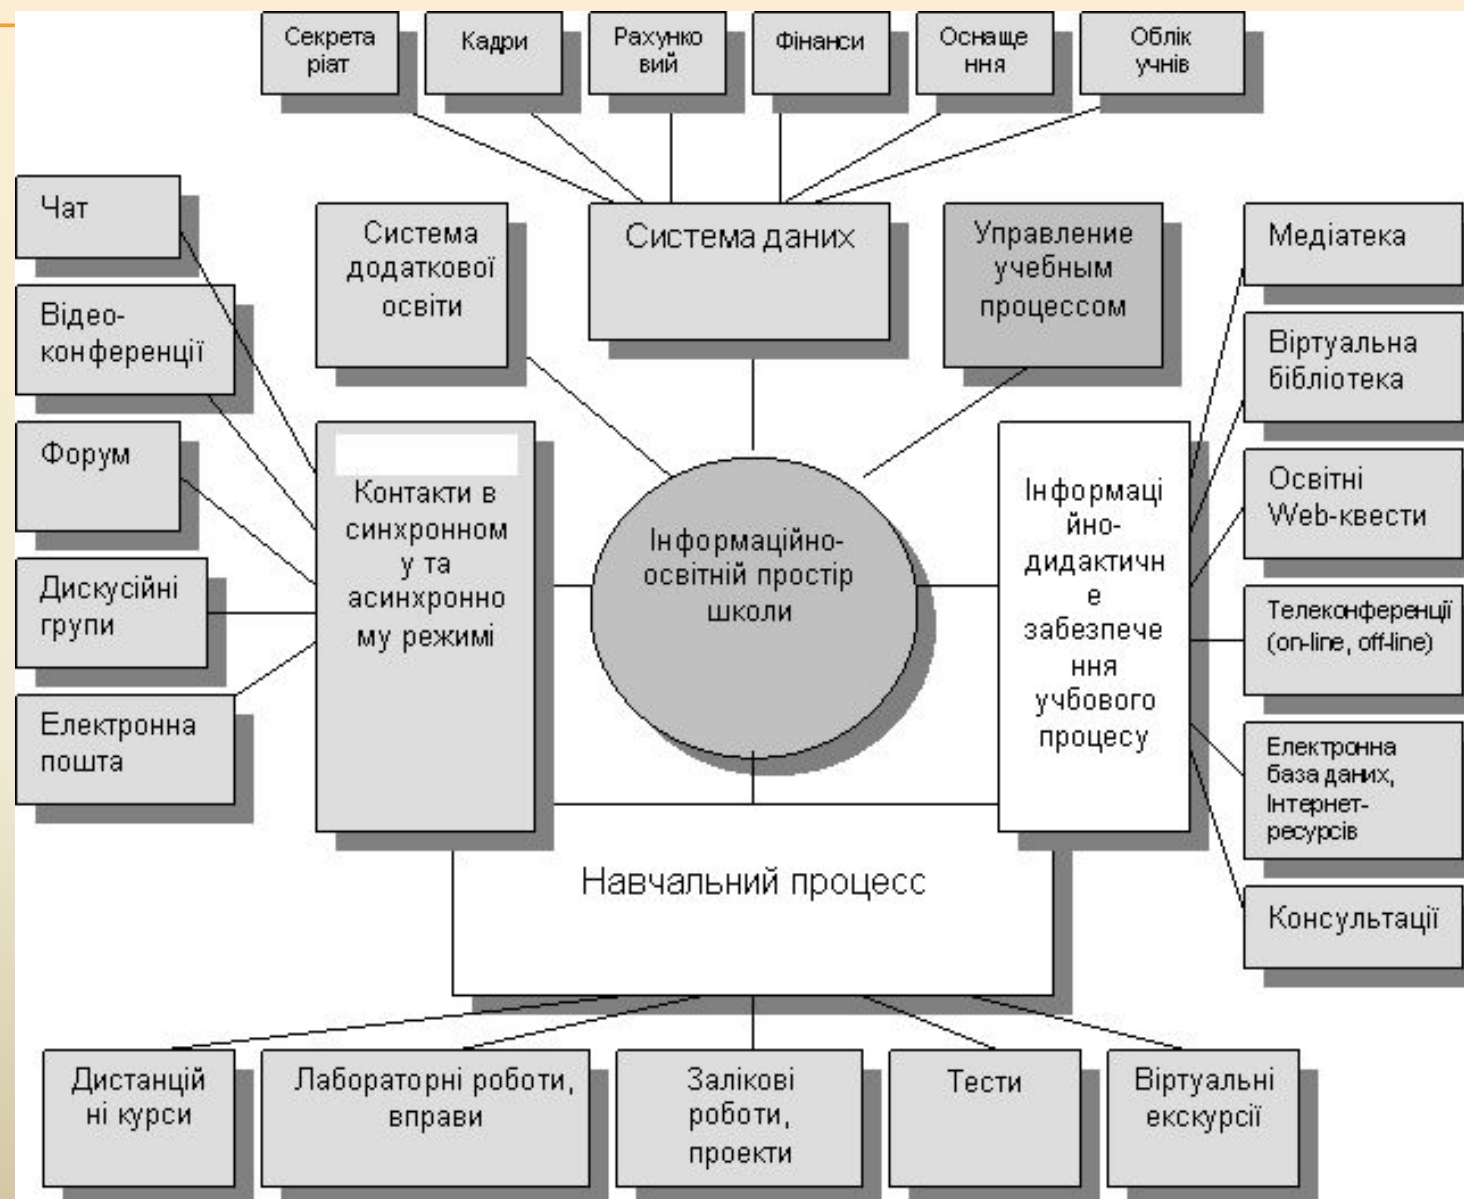 Секрета
ріат
Кадри
Рахунко
вий
Фінанси
Оснаще
ння
Облік
учнів
Чат
Відео-
конференції
Форум
Дискусійні
групи
Електронна
пошта
Система
додаткової
освіти
Система даних
Управление
учебным
процессом
Контакти в
синхронном
у та
асинхронно
му режимі
Інформаційно-
освітній простір
школи
Інформаці
йно-
дидактичн
е
забезпече
ння
учбового
процесу
Медіатека
Віртуальна
бібліотека
Освітні
Web-квести
Телеконференції
(on-line, off-line)
Електронна
база даних,
Інтернет-
ресурсів
Консультації
Навчальний процесс
Дистанцій
ні курси
Лабораторні роботи,
вправи
Залікові
роботи,
проекти
Тести
Віртуальні
екскурсії